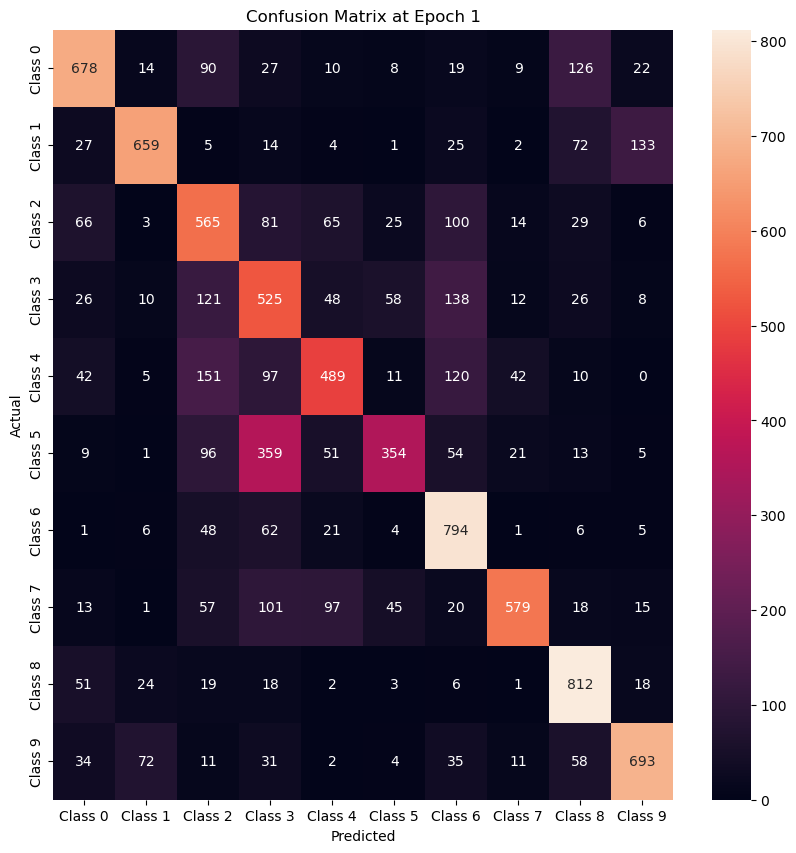 Confusion Matrix at Epoch 1
Class 0 678 14 90 27 10 8 19 9 126 22
Class 1 27 659 5 14 4 1 25 2 72 133
Class 2 66 3 565 81 65 25 100 14 29 6
Class 3 26 10 121 525 48 58 138 12 26 8
Class 4 42 5 151 97 489 11 120 42 10 0
Class 5 9 1 96 359 51 354 54 21 13 5
Class 6 1 6 48 62 21 4 794 1 6 5
Class 7 13 1 57 101 97 45 20 579 18 15
Class 8 51 24 19 18 2 3 6 1 812 18
Class 9 34 72 11 31 2 4 35 11 58 693
Class 0 Class 1 Class 2 Class 3 Class 4 Class 5 Class 6 Class 7 Class 8 Class 9
Predicted
Actual
800
700
600
500
400
300
200
100
0